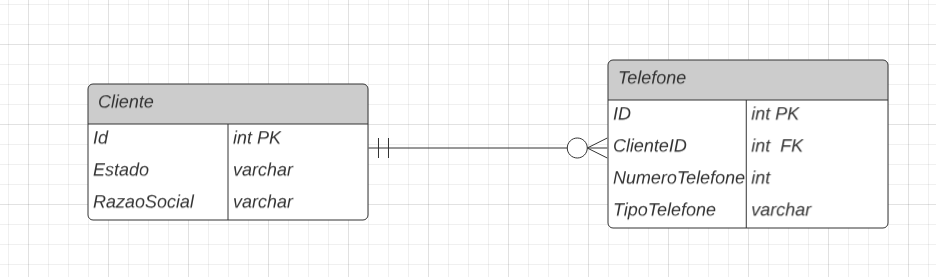 Cliente
Id int PK
Estado varchar
RazaoSocial varchar
Telefone
ID int PK
ClienteID int FK
NumeroTelefone int
TipoTelefone varchar